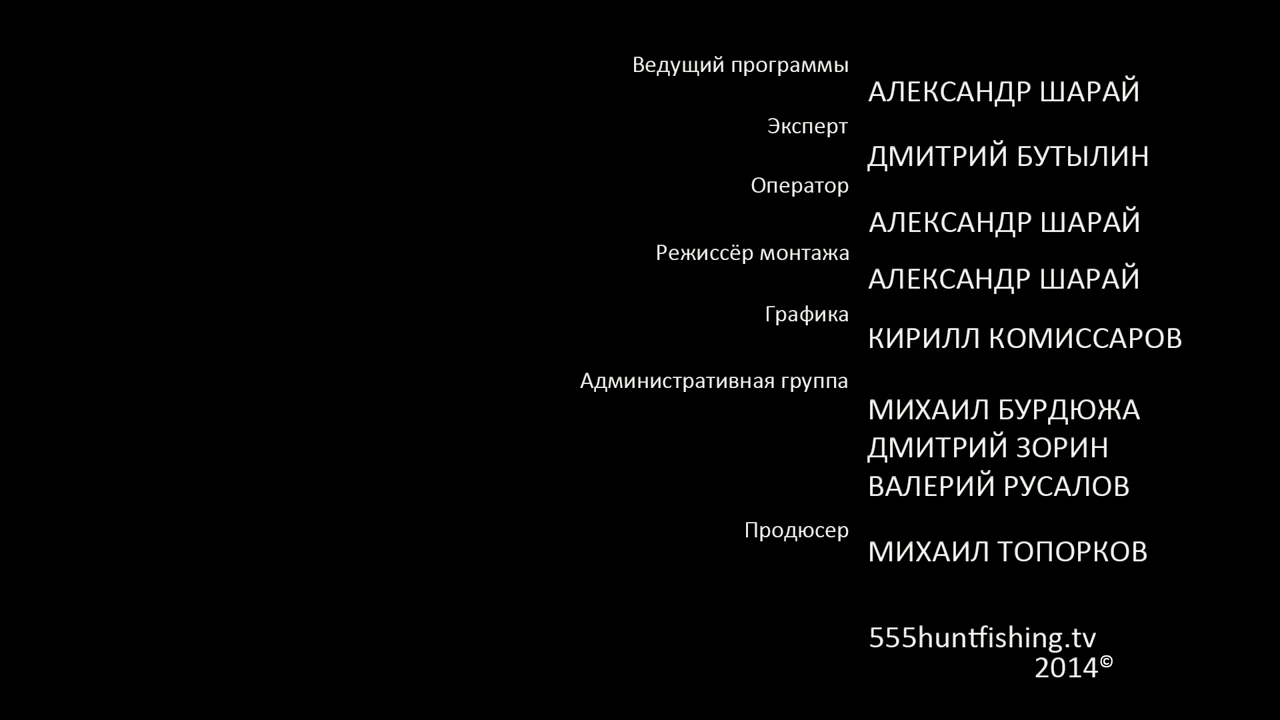 Ведущий программы
АЛЕКСАНДР ШАРАЙ
Эксперт
ДМИТРИЙ БУТЫЛИН
Оператор
АЛЕКСАНДР ШАРАЙ
Режиссёр монтажа
АЛЕКСАНДР ШАРАЙ
Графика
КИРИЛЛ КОМИССАРОВ
Административная группа
МИХАИЛ БУРДЮЖА
ДМИТРИЙ ЗОРИН
ВАЛЕРИЙ РУСАЛОВ
Продюсер
МИХАИЛ ТОПОРКОВ
555huntfishing.tv
2014©